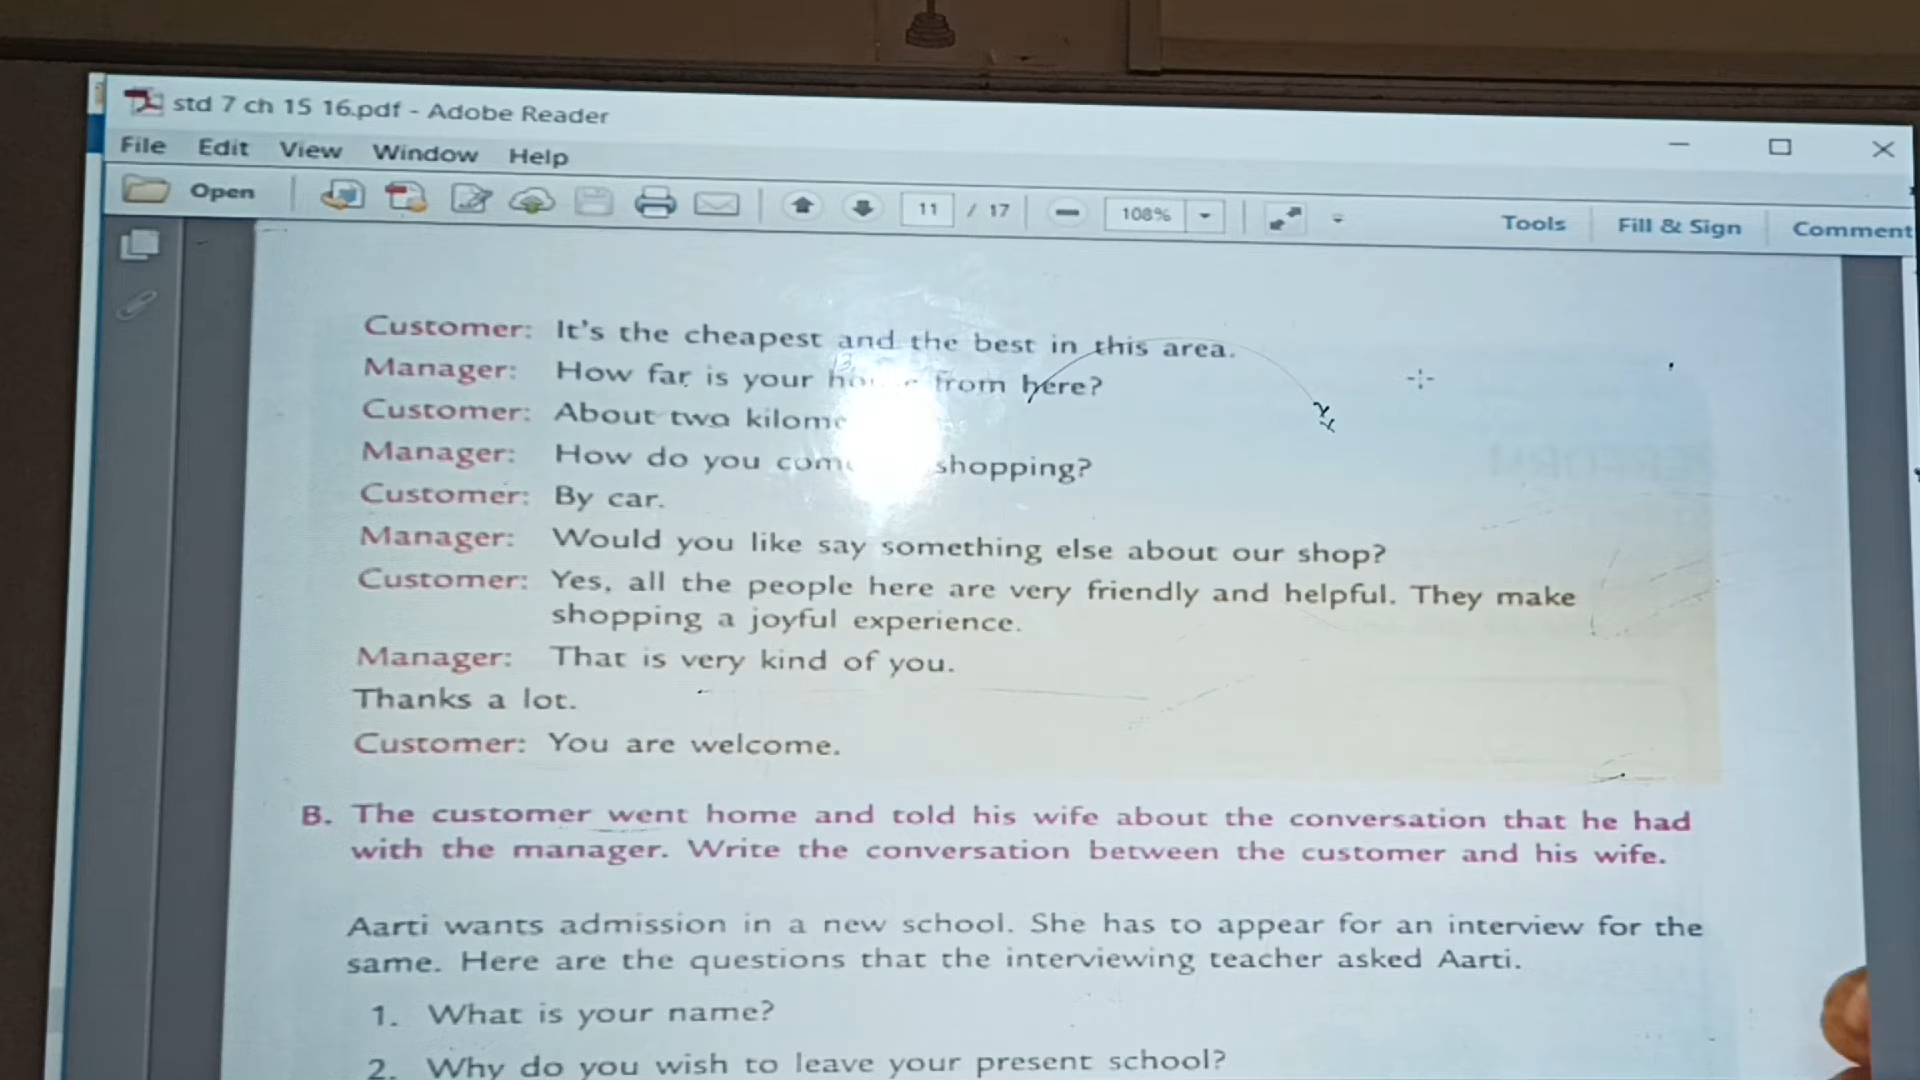 std 7 ch 15 16.pdf - Adobe Reader
File Edit View Window Help
Open 11 / 17 108% Tools Fill & Sign Comment
Customer: It's the cheapest and the best in this area.
Manager: How far is your from here?
Customer: About two
Manager: How do you shopping?
Customer: By car.
Manager: Would you like say something else about our shop?
Customer: Yes, all the people here are very friendly and helpful. They make
shopping a joyful experience.
Manager: That is very kind of you.
Thanks a lot.
Customer: You are welcome.
B. The customer went home and told his wife about the conversation that he had
with the manager. Write the conversation between the customer and his wife.
Aarti wants admission in a new school. She has to appear for an interview for the
same. Here are the questions that the interviewing teacher asked Aarti.
1. What is your name?
2. Why do you wish to leave your present school?